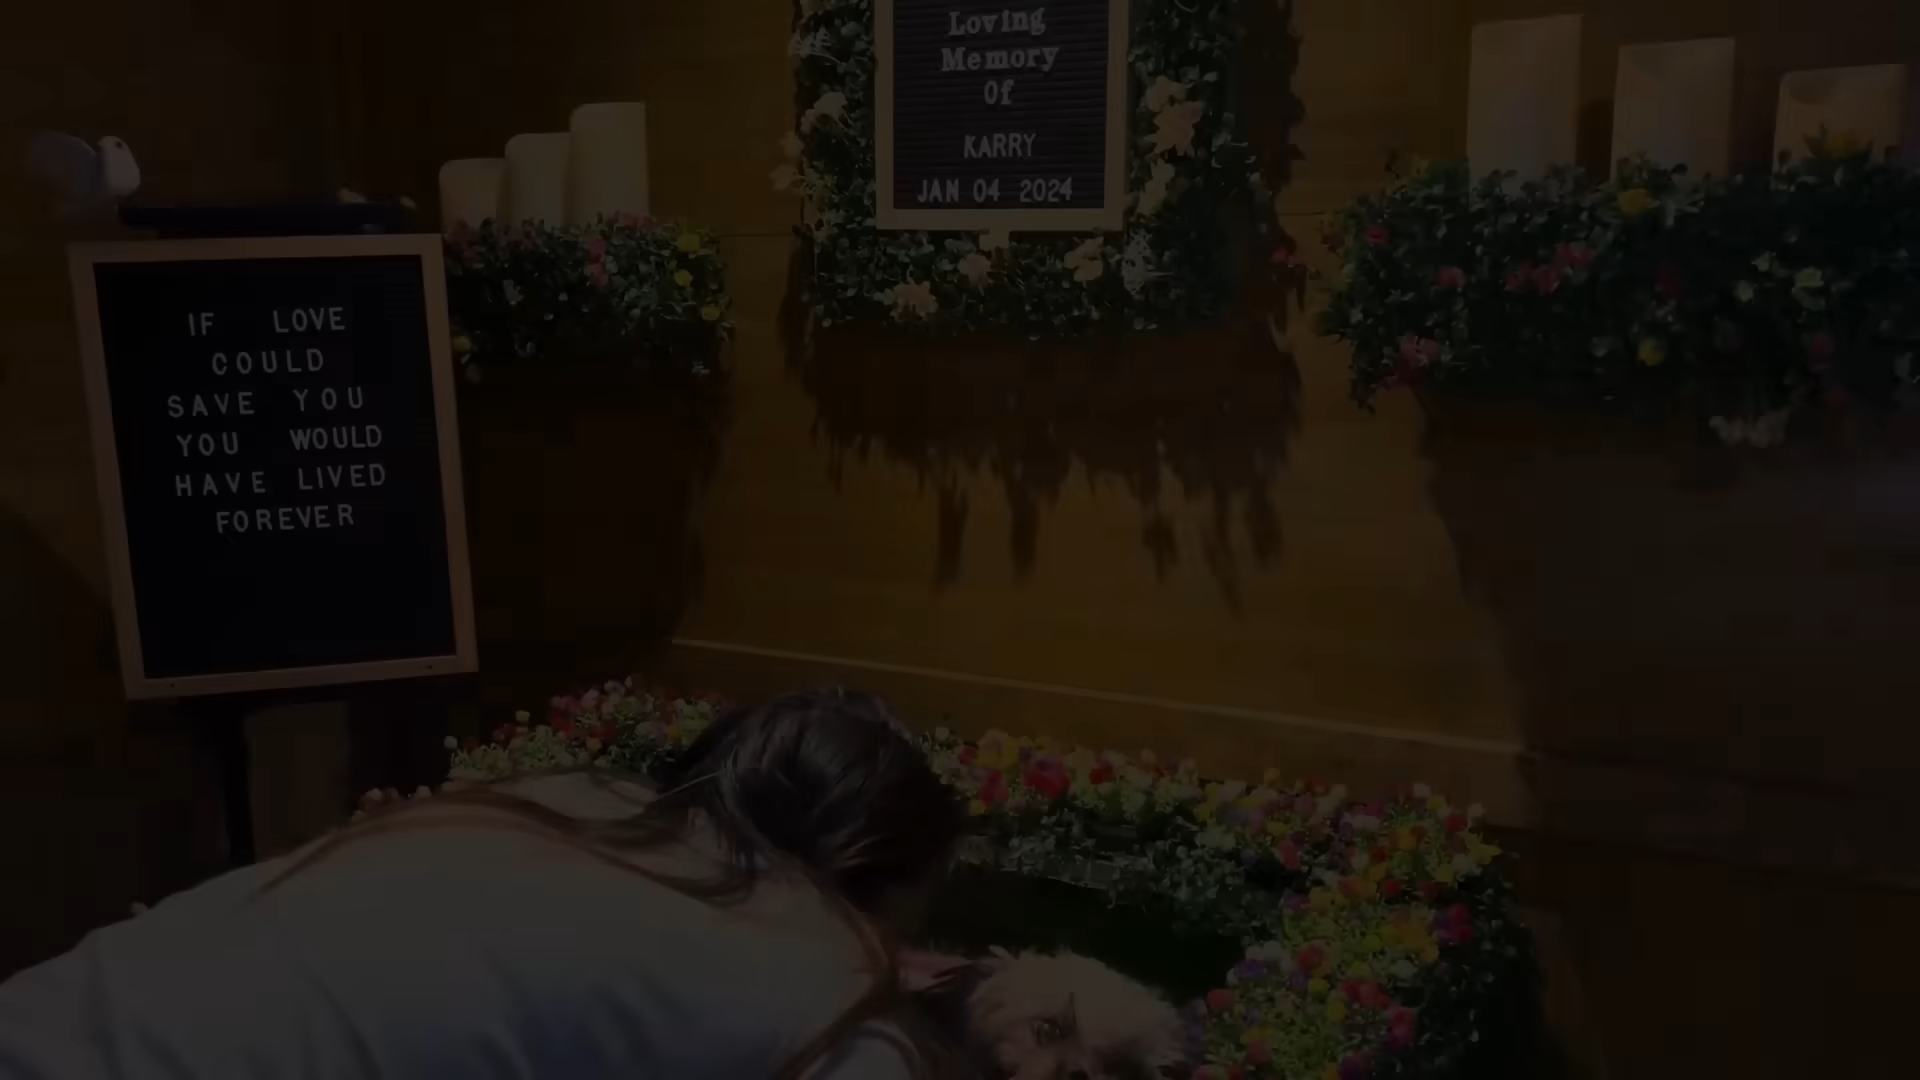 Loving
Memory
Of
KARRY
JAN 04 2024
IF LOVE
COULD
SAVE YOU
YOU WOULD
HAVE LIVED
FOREVER